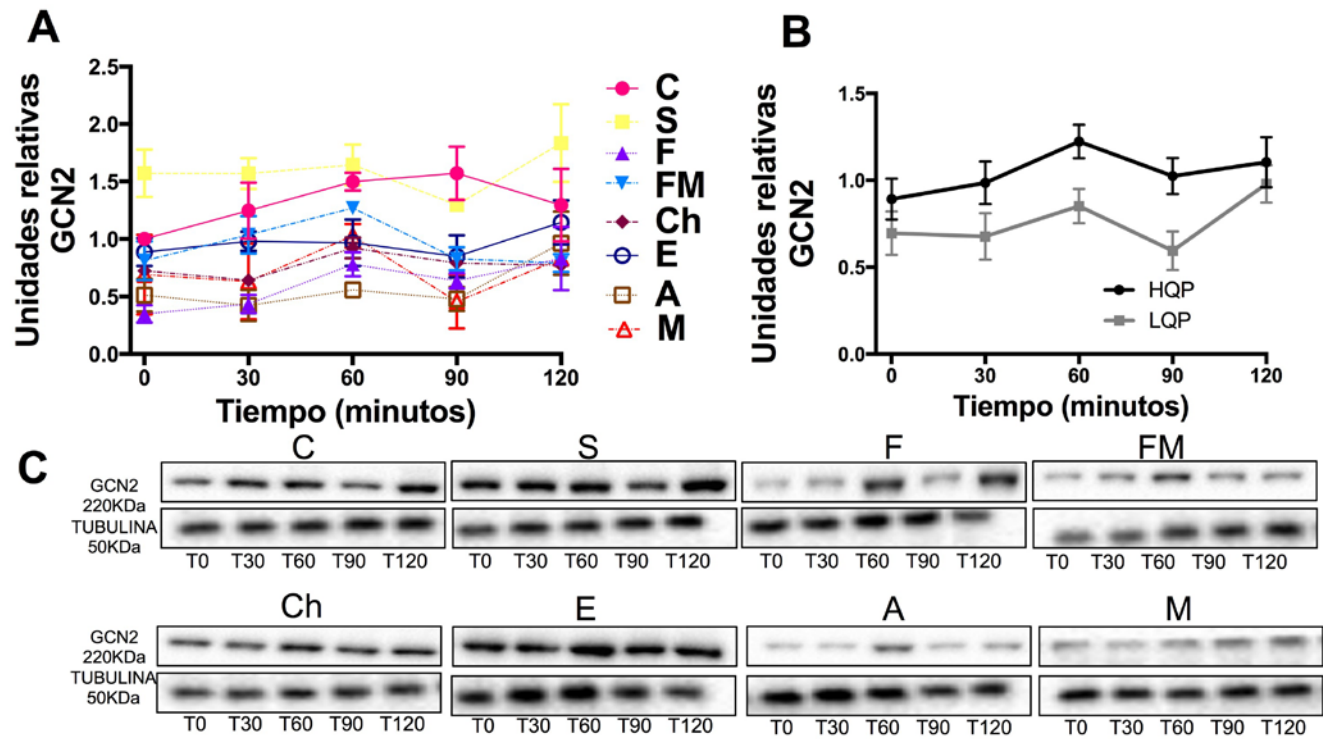 A
Unidades relativas
GCN2
2.5
2.0
1.5
1.0
0.5
0.0
0 30 60 90 120
Tiempo (minutos)
C
S
F
FM
Ch
E
A
M
B
Unidades relativas
GCN2
1.5
1.0
0.5
0.0
HQP
LQP
0 30 60 90 120
Tiempo (minutos)
C
C S F FM
GCN2
220KDa
TUBULINA
50KDa
T0 T30 T60 T90 T120 T0 T30 T60 T90 T120 T0 T30 T60 T90 T120 T0 T30 T60 T90 T120
Ch E A M
GCN2
220KDa
TUBULINA
50KDa
T0 T30 T60 T90 T120 T0 T30 T60 T90 T120 T0 T30 T60 T90 T120 T0 T30 T60 T90 T120